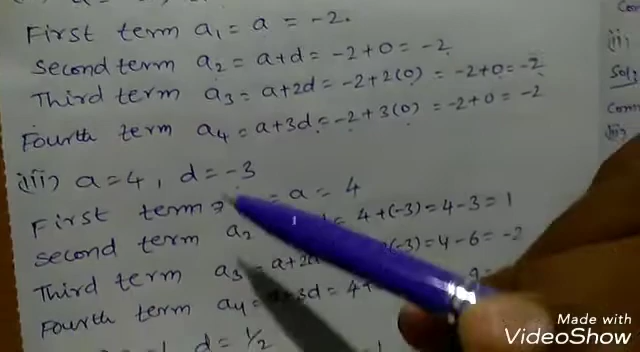 First term a₁ = a = -2.
Second term a₂ = a+d = -2+0 = -2
Third term a₃ = a+2d = -2+2(0) = -2+0 = -2
Fourth term a₄ = a+3d = -2+3(0) = -2+0 = -2
(iii) a=4, d=-3
First term = a = 4
Second term a₂ = 4+(-3) = 4-3 = 1
Third term a₃ = a+2d (-3) = 4-6 = -2
Fourth term a₄ = 3d = 4+ 9 =
d = 1/2
(ii)
Sol:
Made with
VideoShow